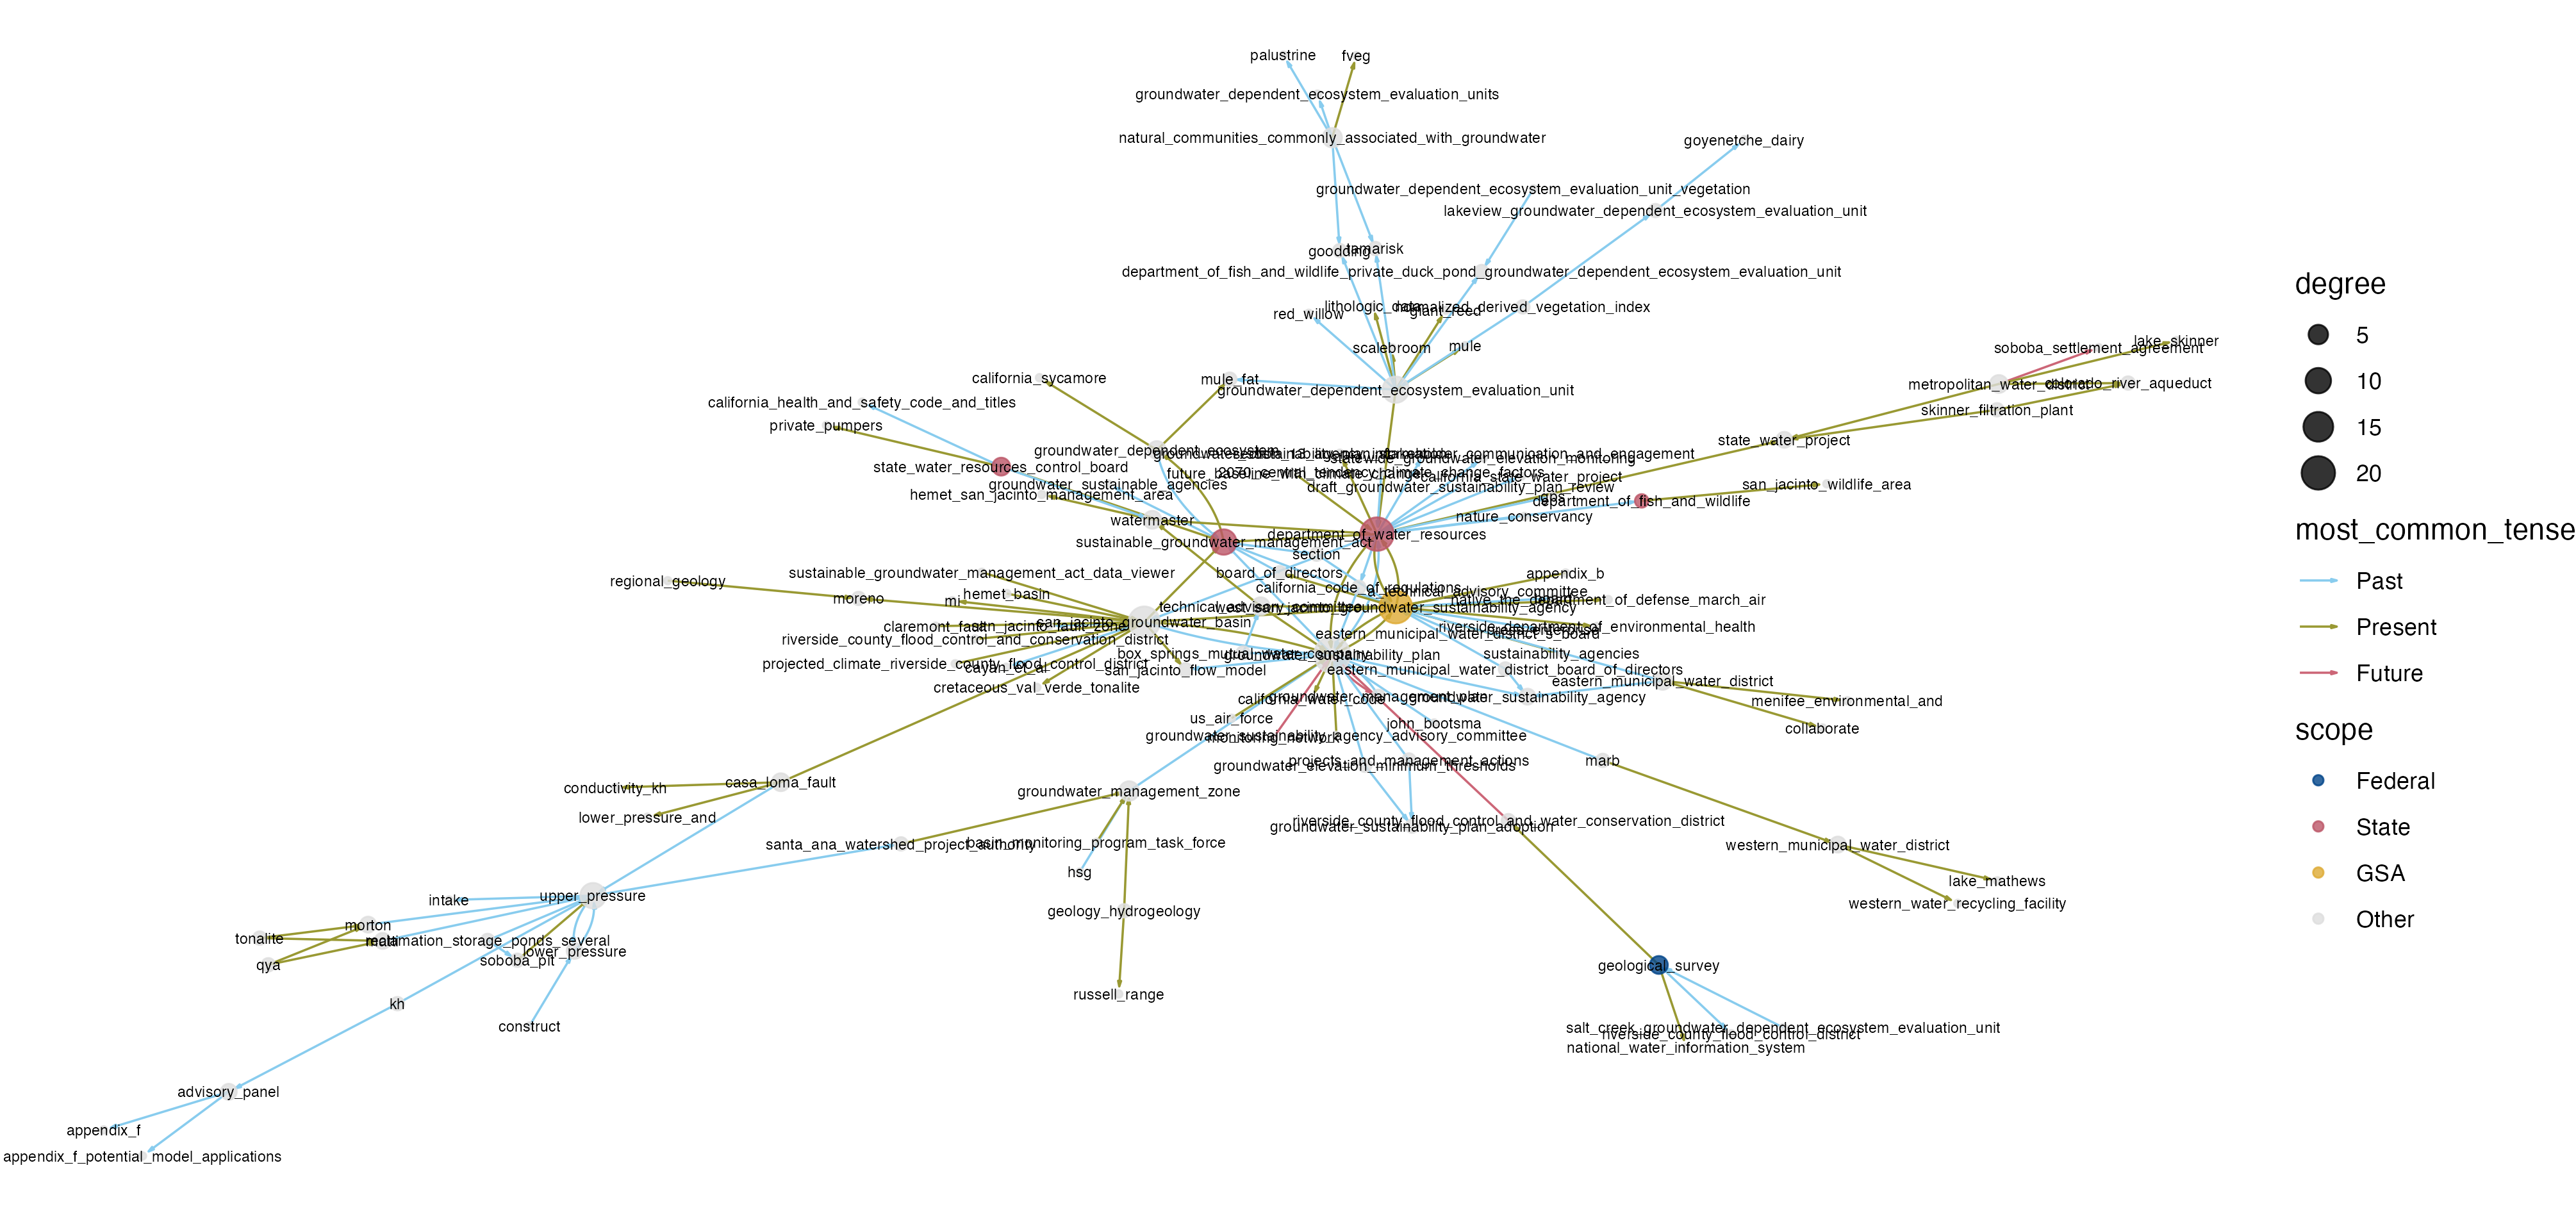 palustrine
fveg
groundwater_dependent_ecosystem_evaluation_units
natural_communities_commonly_associated_with_groundwater
goyenetche_dairy
groundwater_dependent_ecosystem_evaluation_unit_vegetation
lakeview_groundwater_dependent_ecosystem_evaluation_unit
goodding
tamarisk
department_of_fish_and_wildlife_private_duck_pond_groundwater_dependent_ecosystem_evaluation_unit
lithologic_data
normalized_derived_vegetation_index
giant_reed
red_willow
scalebroom
mule
lake_skinner
soboba_settlement_agreement
california_sycamore
mule_fat
groundwater_dependent_ecosystem_evaluation_unit
metropolitan_water_district
colorado_river_aqueduct
california_health_and_safety_code_and_titles
skinner_filtration_plant
private_pumpers
state_water_project
groundwater_dependent_ecosystem
statewide_groundwater_elevation_monitoring
state_water_resources_control_board
future_baseline_with_climate_change
2070_central_tendency_climate_change_factors
california_state_water_project
groundwater_sustainable_agencies
draft_groundwater_sustainability_plan_review
san_jacinto_wildlife_area
hemet_san_jacinto_management_area
gps
department_of_fish_and_wildlife
watermaster
nature_conservancy
department_of_water_resources
sustainable_groundwater_management_act
section
sustainable_groundwater_management_act_data_viewer
board_of_directors
appendix_b
regional_geology
california_code_of_regulations
a_technical_advisory_committee
hemet_basin
moreno
mi
department_of_defense_march_air
technical_advisory_committee
west_san_jacinto_groundwater_sustainability_agency
san_jacinto_groundwater_basin
claremont_fault
san_jacinto_fault_zone
riverside_department_of_environmental_health
eastern_municipal_water_district_s_board
riverside_county_flood_control_and_conservation_district
box_springs_mutual_water_company
groundwater_sustainability_plan
sustainability_agencies
projected_climate_riverside_county_flood_control_district
cayan_et_al
san_jacinto_flow_model
eastern_municipal_water_district_board_of_directors
eastern_municipal_water_district
cretaceous_val_verde_tonalite
groundwater_management_plan
groundwater_sustainability_agency
california_water_code
menifee_environmental_and
us_air_force
john_bootsma
collaborate
groundwater_sustainability_agency_advisory_committee
monitoring_network
projects_and_management_actions
marb
groundwater_elevation_minimum_thresholds
casa_loma_fault
conductivity_kh
groundwater_management_zone
lower_pressure_and
riverside_county_flood_control_and_water_conservation_district
groundwater_sustainability_plan_adoption
santa_ana_watershed_project_authority
basin_monitoring_program_task_force
western_municipal_water_district
hsg
lake_mathews
upper_pressure
intake
western_water_recycling_facility
geology_hydrogeology
morton
tonalite
reclamation_storage_ponds_several
lower_pressure
soboba_pit
qya
geological_survey
russell_range
kh
construct
salt_creek_groundwater_dependent_ecosystem_evaluation_unit
riverside_county_flood_control_district
national_water_information_system
advisory_panel
appendix_f
appendix_f_potential_model_applications
degree
5
10
15
20
most_common_tense
Past
Present
Future
scope
Federal
State
GSA
Other